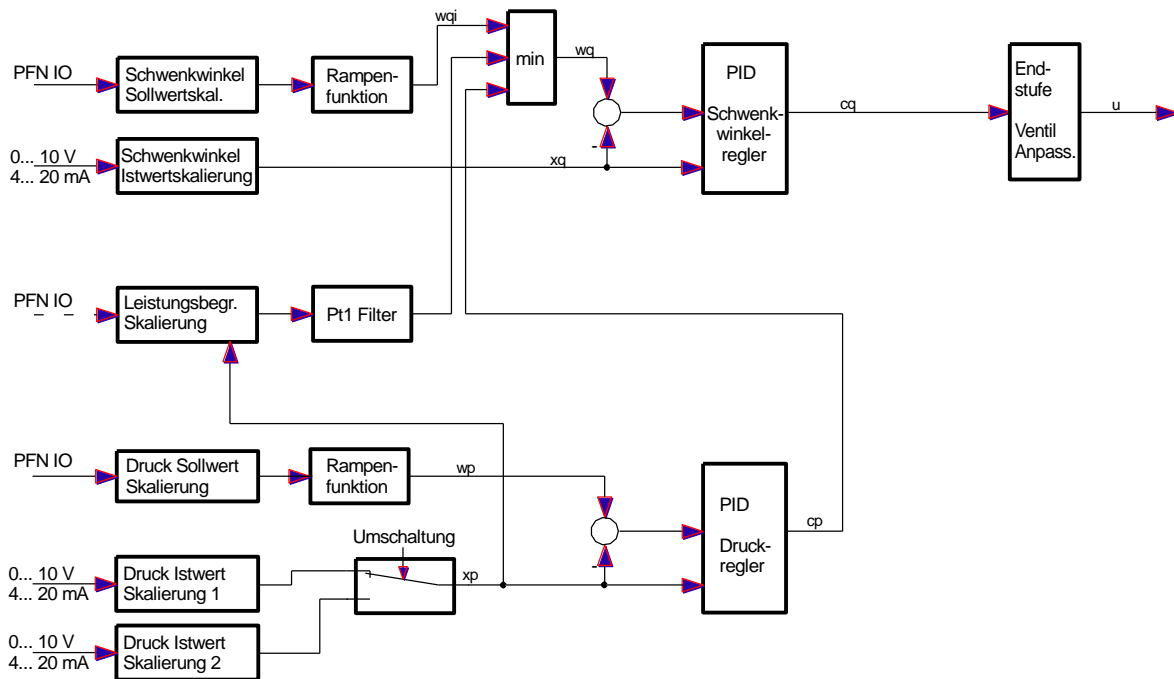 wqi
PFN IO
Schwenkwinkel
Sollwertskal.
Rampen-
funktion
min
wq
PID
Schwenk-
winkel-
regler
cq
End-
stufe
Ventil
Anpass.
u
0... 10 V
4... 20 mA
Schwenkwinkel
Istwertskalierung
xq
-
PFN IO
Leistungsbegr.
Skalierung
Pt1 Filter
PFN IO
Druck Sollwert
Skalierung
Rampen-
funktion
wp
PID
Druck-
regler
cp
-
Umschaltung
0... 10 V
4... 20 mA
Druck Istwert
Skalierung 1
xp
0... 10 V
4... 20 mA
Druck Istwert
Skalierung 2